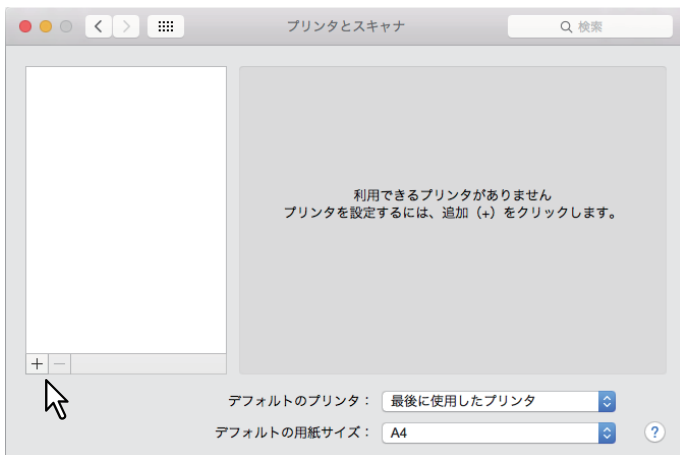 プリンタとスキャナ
検索
利用できるプリンタがありません
プリンタを設定するには、追加（+）をクリックします。
+ −
デフォルトのプリンタ： 最後に使用したプリンタ
デフォルトの用紙サイズ： A4
?